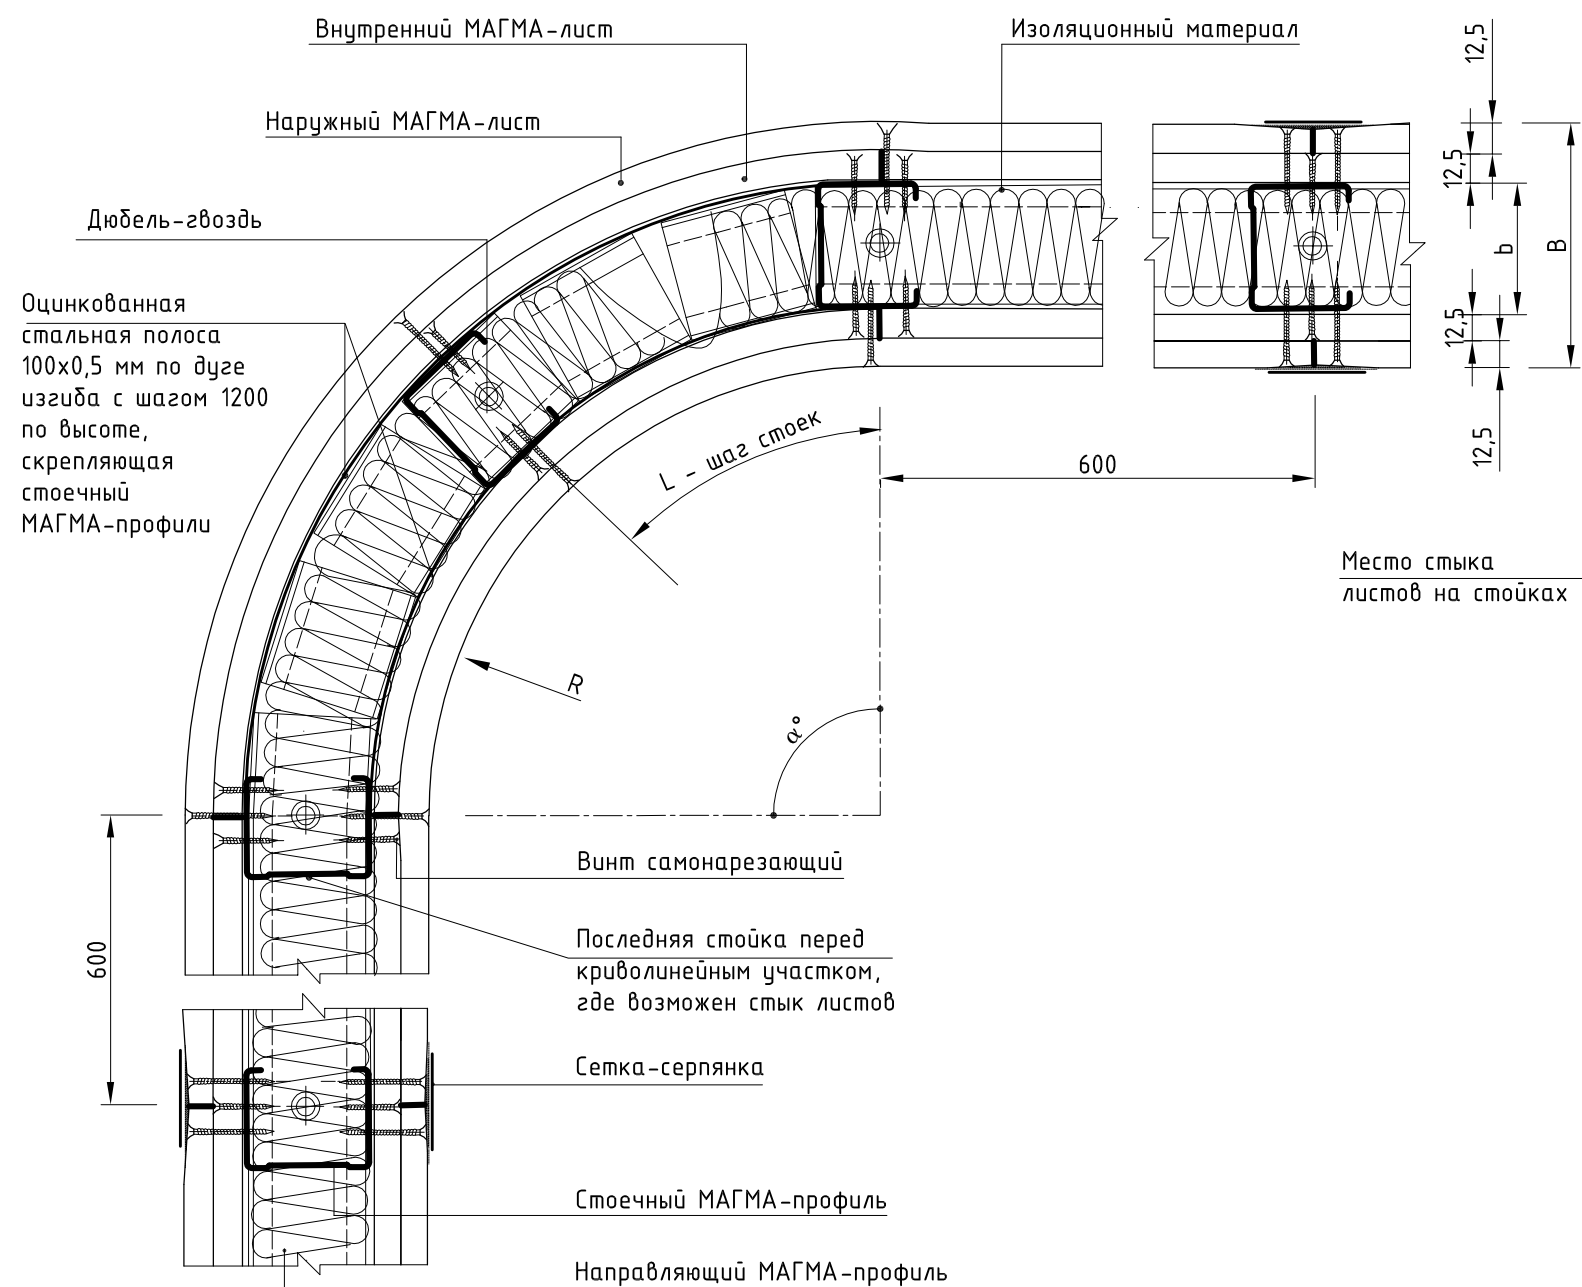 Внутренний МАГМА-лист
Изоляционный материал
12,5
Наружный МАГМА-лист
12,5
Дюбель-гвоздь
b
B
Оцинкованная
стальная полоса
100х0,5 мм по дуге
изгиба с шагом 1200
по высоте,
скрепляющая
стоечный
МАГМА-профили
12,5
L - шаг стоек
600
12,5
Место стыка
листов на стойках
R
α°
Винт самонарезающий
600
Последняя стойка перед
криволинейным участком,
где возможен стык листов
Сетка-серпянка
Стоечный МАГМА-профиль
Направляющий МАГМА-профиль